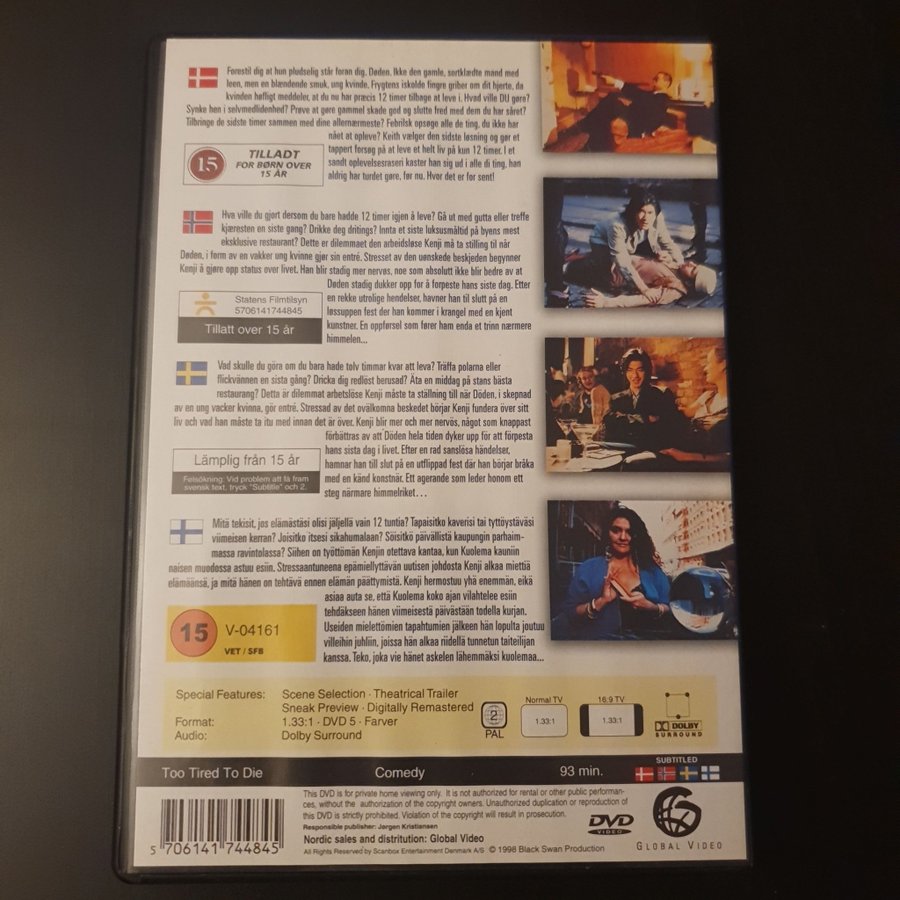 Forestil dig at hun pludselig står foran dig. Døden. Ikke den gamle, sortklædte mand med
leen, men en blændende smuk, ung kvinde. Frygtens iskolde fingre griber om dit hjerte, da
kvinden høfligt meddeler, at du nu har præcis 12 timer tilbage at leve i. Hvad ville DU gøre?
Synke hen i selvmedlidenhed? Prøve at gøre gammel skade god og slutte fred med dem du har såret?
Tilbringe de sidste timer sammen med dine allernærmeste? Febrilsk opsøge alle de ting, du ikke har
nået at opleve? Keith vælger den sidste løsning og gør et
tappert forsøg på at leve et helt liv på kun 12 timer. I et
sandt oplevelsesraseri kaster han sig ud i alle di ting, han
aldrig har turdet gøre, før nu. Hvor det er for sent!
15
TILLADT
FOR BØRN OVER
15 ÅR
Hva ville du gjort dersom du bare hadde 12 timer igjen å leve? Gå ut med gutta eller treffe
kjæresten en siste gang? Drikke deg dritings? Innta et siste luksusmåltid på byens mest
eksklusive restaurant? Dette er dilemmaet den arbeidsløse Kenji må ta stilling til når
Døden, i form av en vakker ung kvinne gjør sin entré. Stresset av den uønskede beskjeden begynner
Kenji å gjøre opp status over livet. Han blir stadig mer nervøs, noe som absolutt ikke blir bedre av at
Døden stadig dukker opp for å forpeste hans siste dag. Etter
en rekke utrolige hendelser, havner han til slutt på en
løssuppen fest der han kommer i krangel med en kjent
kunstner. En oppførsel som fører ham enda et trinn nærmere
himmelen...
Statens Filmtilsyn
5706141744845
Tillatt over 15 år
Vad skulle du göra om du bara hade tolv timmar kvar att leva? Träffa polarna eller
flickvännen en sista gång? Dricka dig redlöst berusad? Äta en middag på stans bästa
restaurang? Detta är dilemmat arbetslöse Kenji måste ta ställning till när Döden, i skepnad
av en ung vacker kvinna, gör entré. Stressad av det ovälkomna beskedet börjar Kenji fundera över sitt
liv och vad han måste ta itu med innan det är över. Kenji blir mer och mer nervös, något som knappast
förbättras av att Döden hela tiden dyker upp för att förpesta
hans sista dag i livet. Efter en rad sanslösa händelser,
hamnar han till slut på en utflippad fest där han börjar bråka
med en känd konstnär. Ett agerande som leder honom ett
steg närmare himmelriket...
Lämplig från 15 år
Felsökning: Vid problem att få fram
svensk text, tryck "Subtitle" och 2.
Mitä tekisit, jos elämästäsi olisi jäljellä vain 12 tuntia? Tapaisitko kaverisi tai tyttöystäväsi
viimeisen kerran? Joisitko itsesi sikahumalaan? Söisitkö päivällistä kaupungin parhaim-
massa ravintolassa? Siihen on työttömän Kenjin otettava kantaa, kun Kuolema kauniin
naisen muodossa astuu esiin. Stressaantuneena epämiellyttävän uutisen johdosta Kenji alkaa miettiä
elämäänsä, ja mitä hänen on tehtävä ennen elämän päättymistä. Kenji hermostuu yhä enemmän, eikä
asiaa auta se, että Kuolema koko ajan vilahtelee esiin
tehdäkseen hänen viimeisestä päivästään todella kurjan.
Useiden mielettömien tapahtumien jälkeen hän lopulta joutuu
villeihin juhliin, joissa hän alkaa riidellä tunnetun taiteilijan
kanssa. Teko, joka vie hänet askelen lähemmäksi kuolemaa...
15
V-04161
VET / SFB
Special Features: Scene Selection · Theatrical Trailer
Sneak Preview · Digitally Remastered
Format: 1.33:1 · DVD 5 · Farver
Audio: Dolby Surround
2
PAL
Normal TV
1.33:1
16:9 TV
1.33:1
DOLBY
SURROUND
Too Tired To Die
Comedy
93 min.
SUBTITLED
This DVD is for private home viewing only. It is not authorized for rental or other public performan-
ces, without the authorization of the copyright owners. Unauthorized duplication or reproduction of
this DVD is strictly prohibited. Violation of the copyright will result in prosecution.
Responsible publisher: Jørgen Kristiansen
Nordic sales and distritution: Global Video
All Rights Reserved by Scanbox Entertainment Denmark A/S © 1998 Black Swan Production
5 706141 744845
DVD
VIDEO
GLOBAL VIDEO